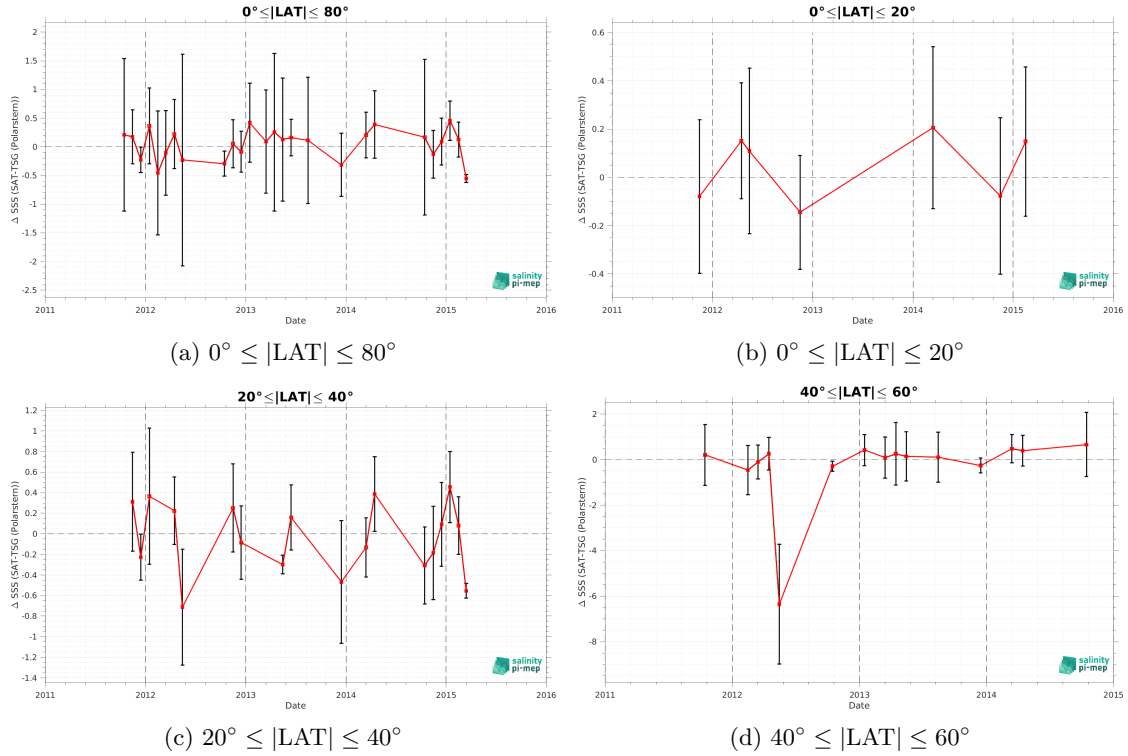 0°≤|LAT|≤ 80°
Δ SSS (SAT-TSG (Polarstern))
2
1.5
1
0.5
0
-0.5
-1
-1.5
-2
-2.5
2011
2012
2013
2014
2015
2016
Date
salinity
pi-mep
(a) 0° ≤ |LAT| ≤ 80°
0°≤|LAT|≤ 20°
Δ SSS (SAT-TSG (Polarstern))
0.6
0.4
0.2
0
-0.2
-0.4
2011
2012
2013
2014
2015
2016
Date
salinity
pi-mep
(b) 0° ≤ |LAT| ≤ 20°
20°≤|LAT|≤ 40°
Δ SSS (SAT-TSG (Polarstern))
1.2
1
0.8
0.6
0.4
0.2
0
-0.2
-0.4
-0.6
-0.8
-1
-1.2
-1.4
2011
2012
2013
2014
2015
2016
Date
salinity
pi-mep
(c) 20° ≤ |LAT| ≤ 40°
40°≤|LAT|≤ 60°
Δ SSS (SAT-TSG (Polarstern))
2
0
-2
-4
-6
-8
2011
2012
2013
2014
2015
Date
salinity
pi-mep
(d) 40° ≤ |LAT| ≤ 60°